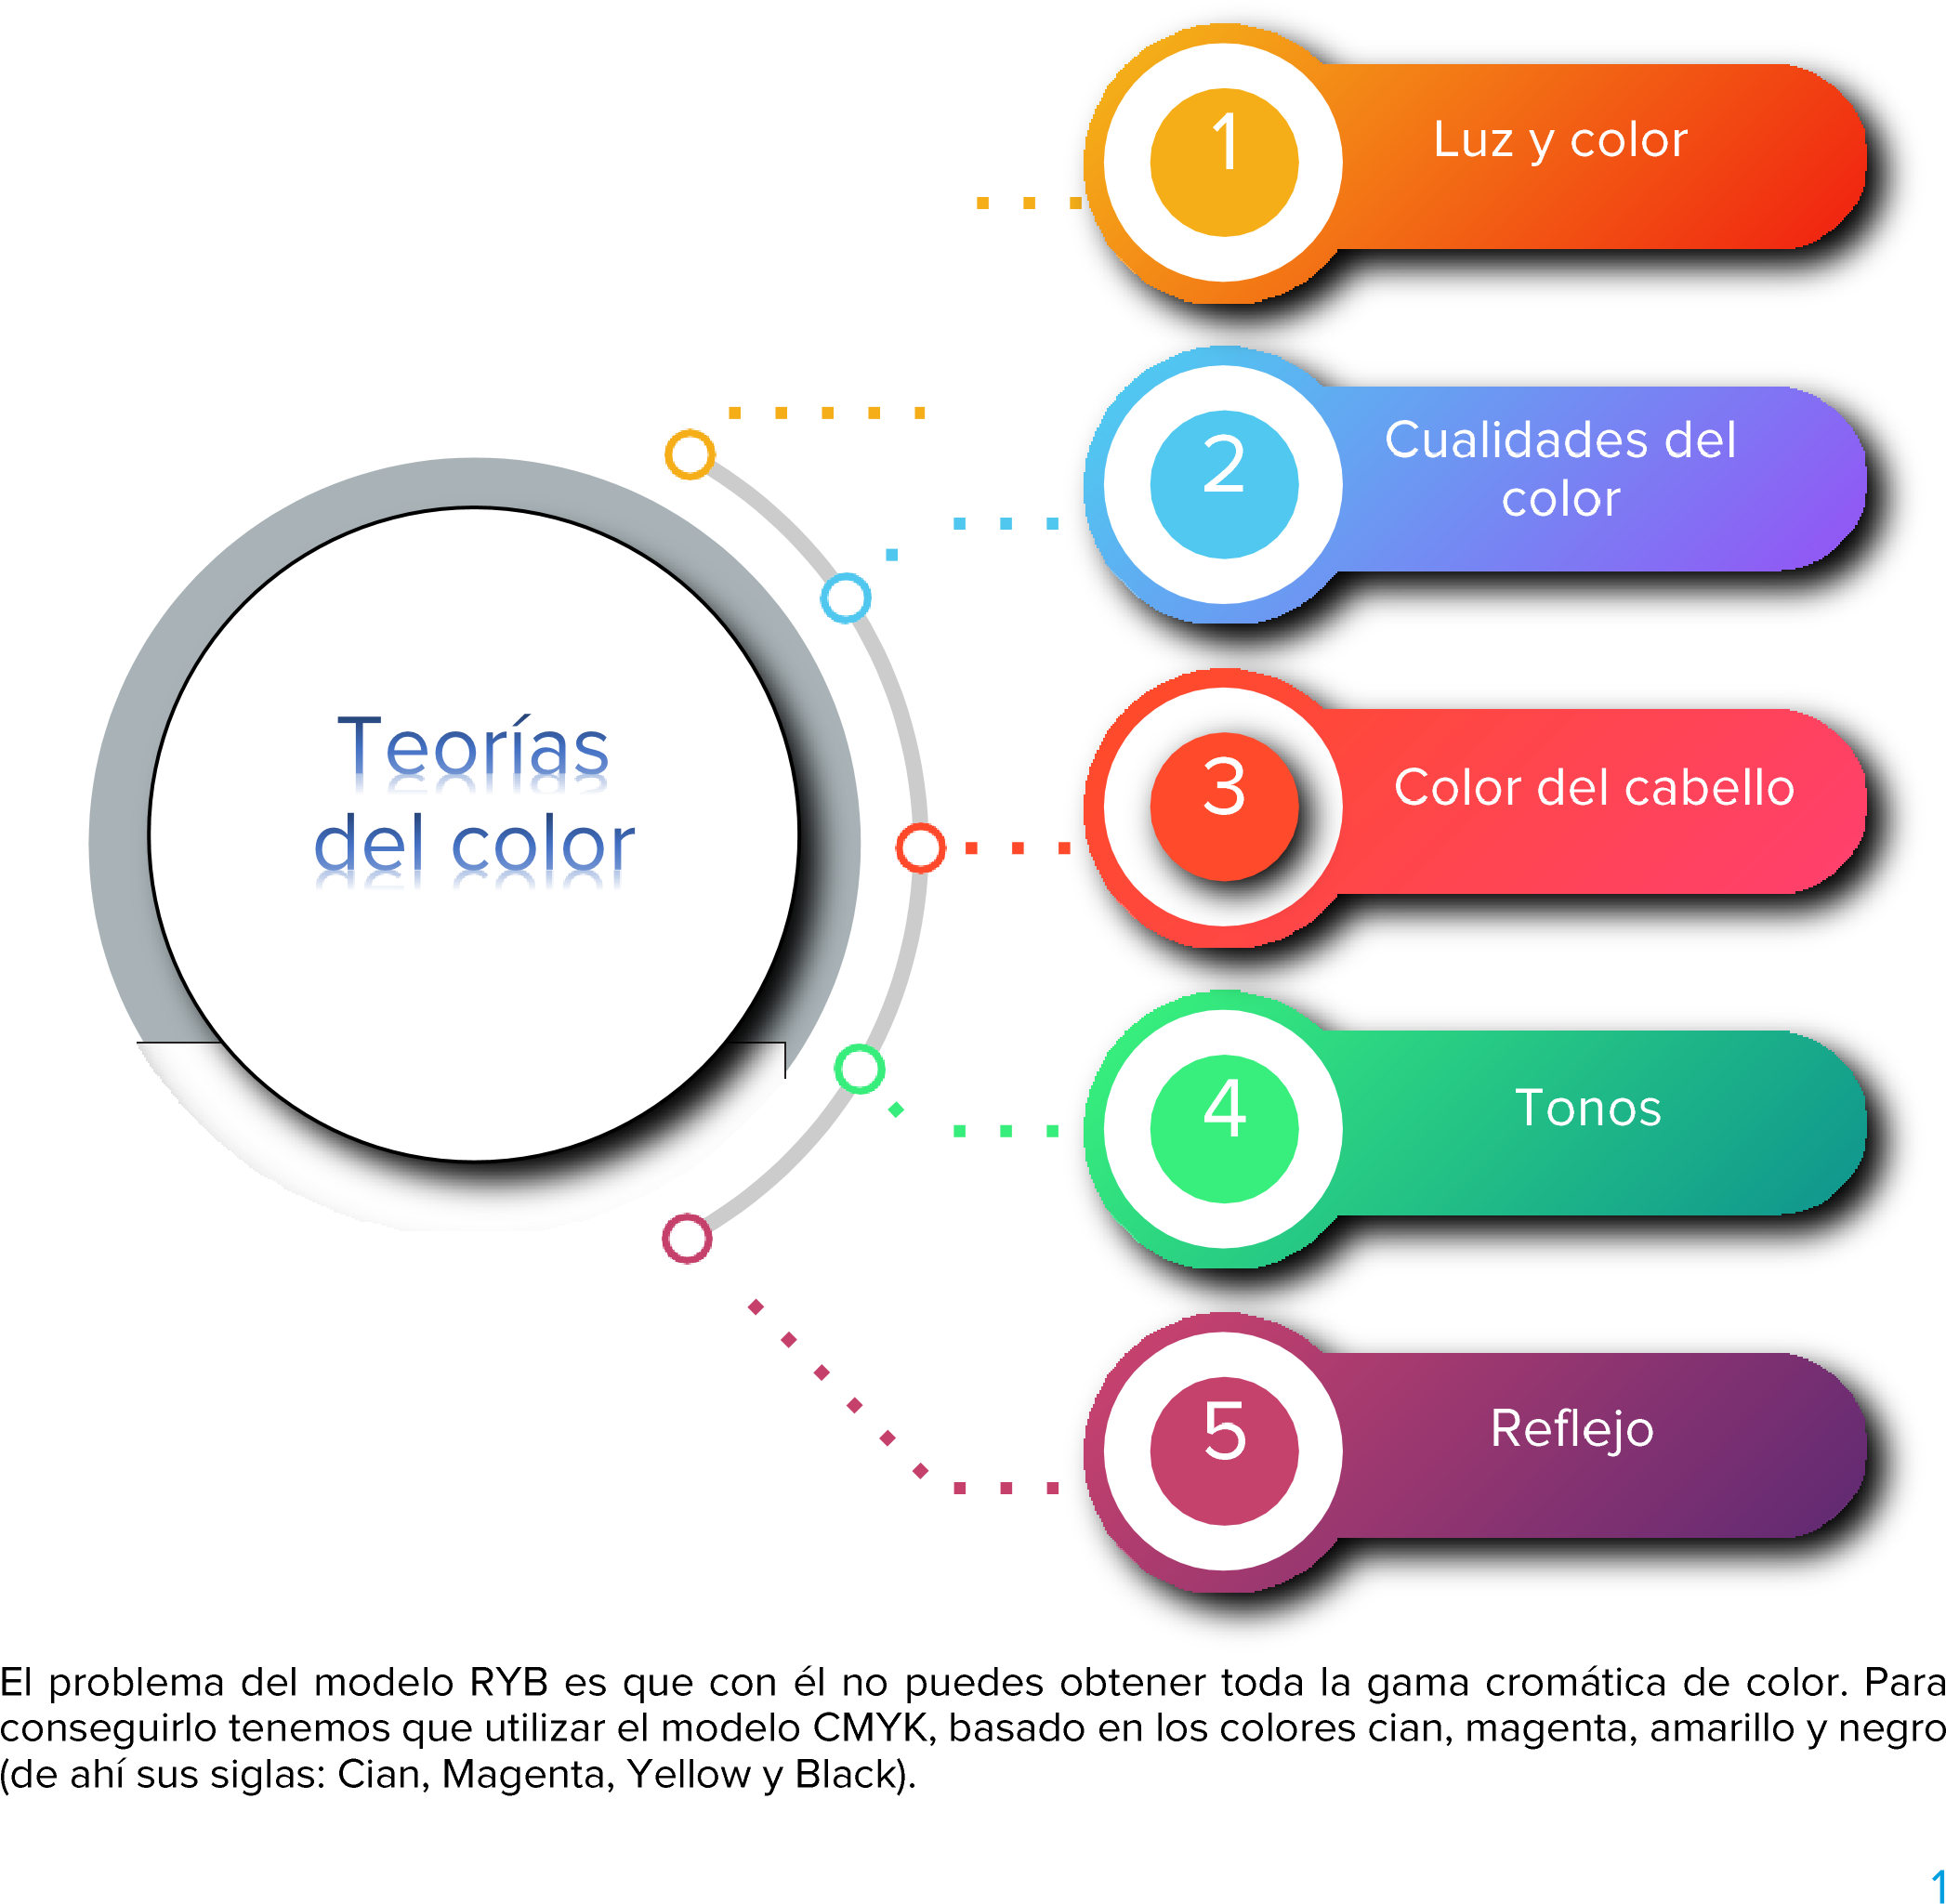 1
Luz y color
2
Cualidades del
color
Teorías
del color
3
Color del cabello
4
Tonos
5
Reflejo
El problema del modelo RYB es que con él no puedes obtener toda la gama cromática de color. Para
conseguirlo tenemos que utilizar el modelo CMYK, basado en los colores cian, magenta, amarillo y negro
(de ahí sus siglas: Cian, Magenta, Yellow y Black).
1